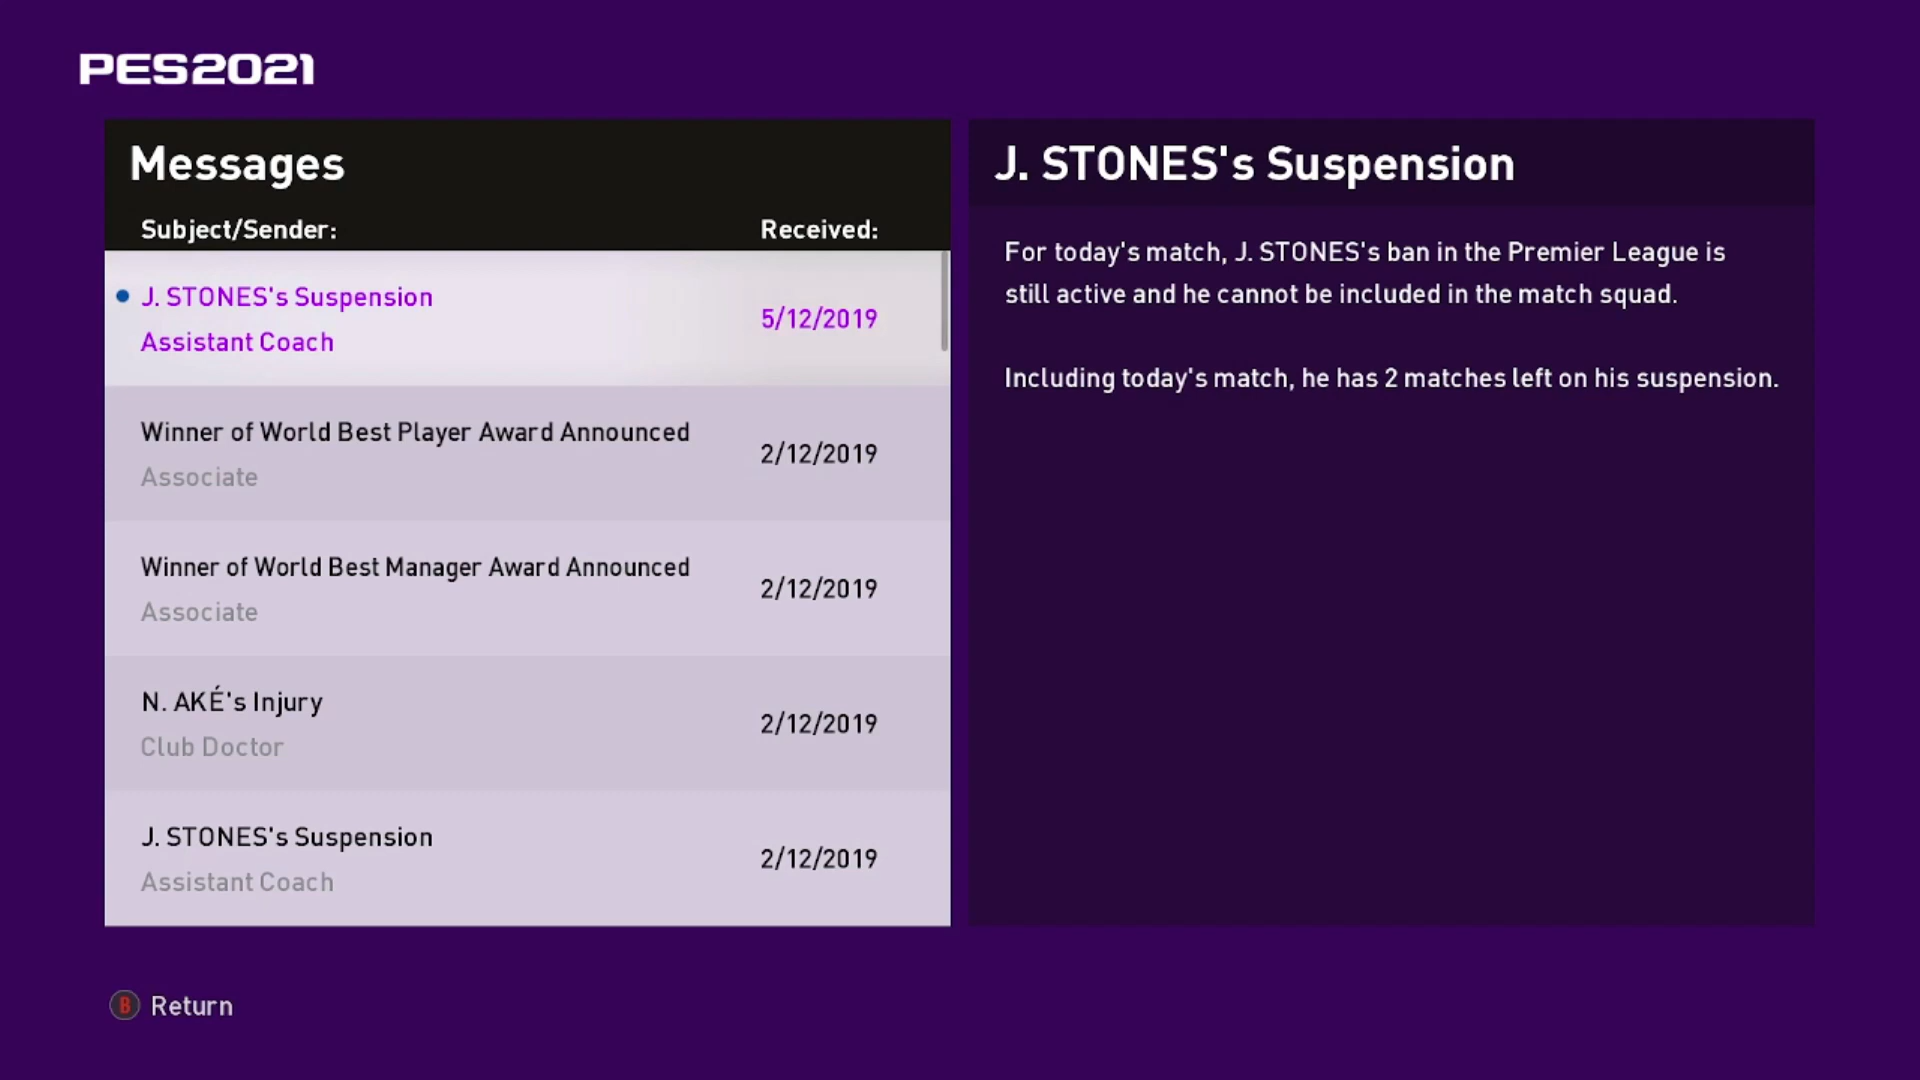 PES2021
Messages
Subject/Sender:
Received:
J. STONES's Suspension
Assistant Coach
5/12/2019
Winner of World Best Player Award Announced
Associate
2/12/2019
Winner of World Best Manager Award Announced
Associate
2/12/2019
N. AKÉ's Injury
Club Doctor
2/12/2019
J. STONES's Suspension
Assistant Coach
2/12/2019
J. STONES's Suspension
For today's match, J. STONES's ban in the Premier League is
still active and he cannot be included in the match squad.
Including today's match, he has 2 matches left on his suspension.
B Return